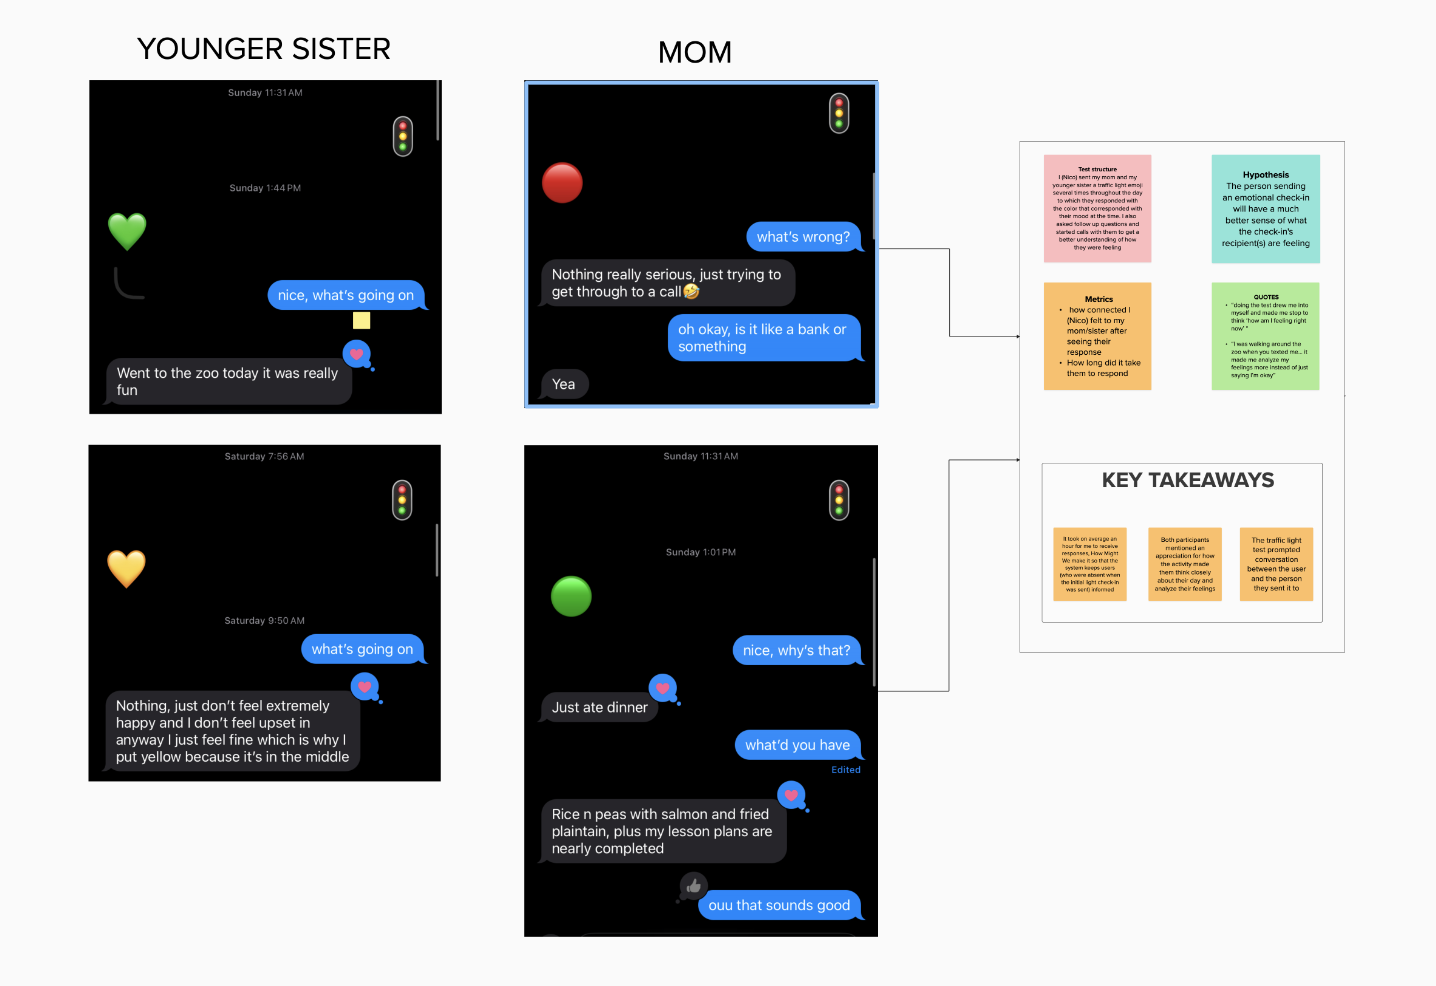 YOUNGER SISTER
Sunday 11:31 AM
Sunday 1:44 PM
nice, what's going on
Went to the zoo today it was really
fun
Saturday 7:56 AM
Saturday 9:50 AM
what's going on
Nothing, just don't feel extremely
happy and I don't feel upset in
anyway I just feel fine which is why I
put yellow because it's in the middle
MOM
what's wrong?
Nothing really serious, just trying to
get through to a call🤣
oh okay, is it like a bank or
something
Yea
Sunday 11:31 AM
Sunday 1:01 PM
nice, why's that?
Just ate dinner
what'd you have
Edited
Rice n peas with salmon and fried
plaintain, plus my lesson plans are
nearly completed
ouu that sounds good
Test structure
I (Nico) sent my mom and my
younger sister a traffic light emoji
several times throughout the day
to which they responded with
the color that corresponded with
their mood at the time. I also
asked follow up questions and
started calls with them to get a
better understanding of how
they were feeling
Hypothesis
The person sending
an emotional check-in
will have a much
better sense of what
the check-in's
recipient(s) are feeling
Metrics
• how connected I
(Nico) felt to my
mom/sister after
seeing their
response
• How long did it take
them to respond
QUOTES
• "doing the test drew me into
myself and made me stop to
think 'how am I feeling right
now' "
• "I was walking around the
zoo when you texted me... it
made me analyze my
feelings more instead of just
saying I'm okay"
KEY TAKEAWAYS
It took on average an
hour for me to receive
responses, How Might
We make it so that the
system keeps users
(who were absent when
the initial light check-in
was sent) informed
Both participants
mentioned an
appreciation for how
the activity made
them think closely
about their day and
analyze their feelings
The traffic light
test prompted
conversation
between the user
and the person
they sent it to